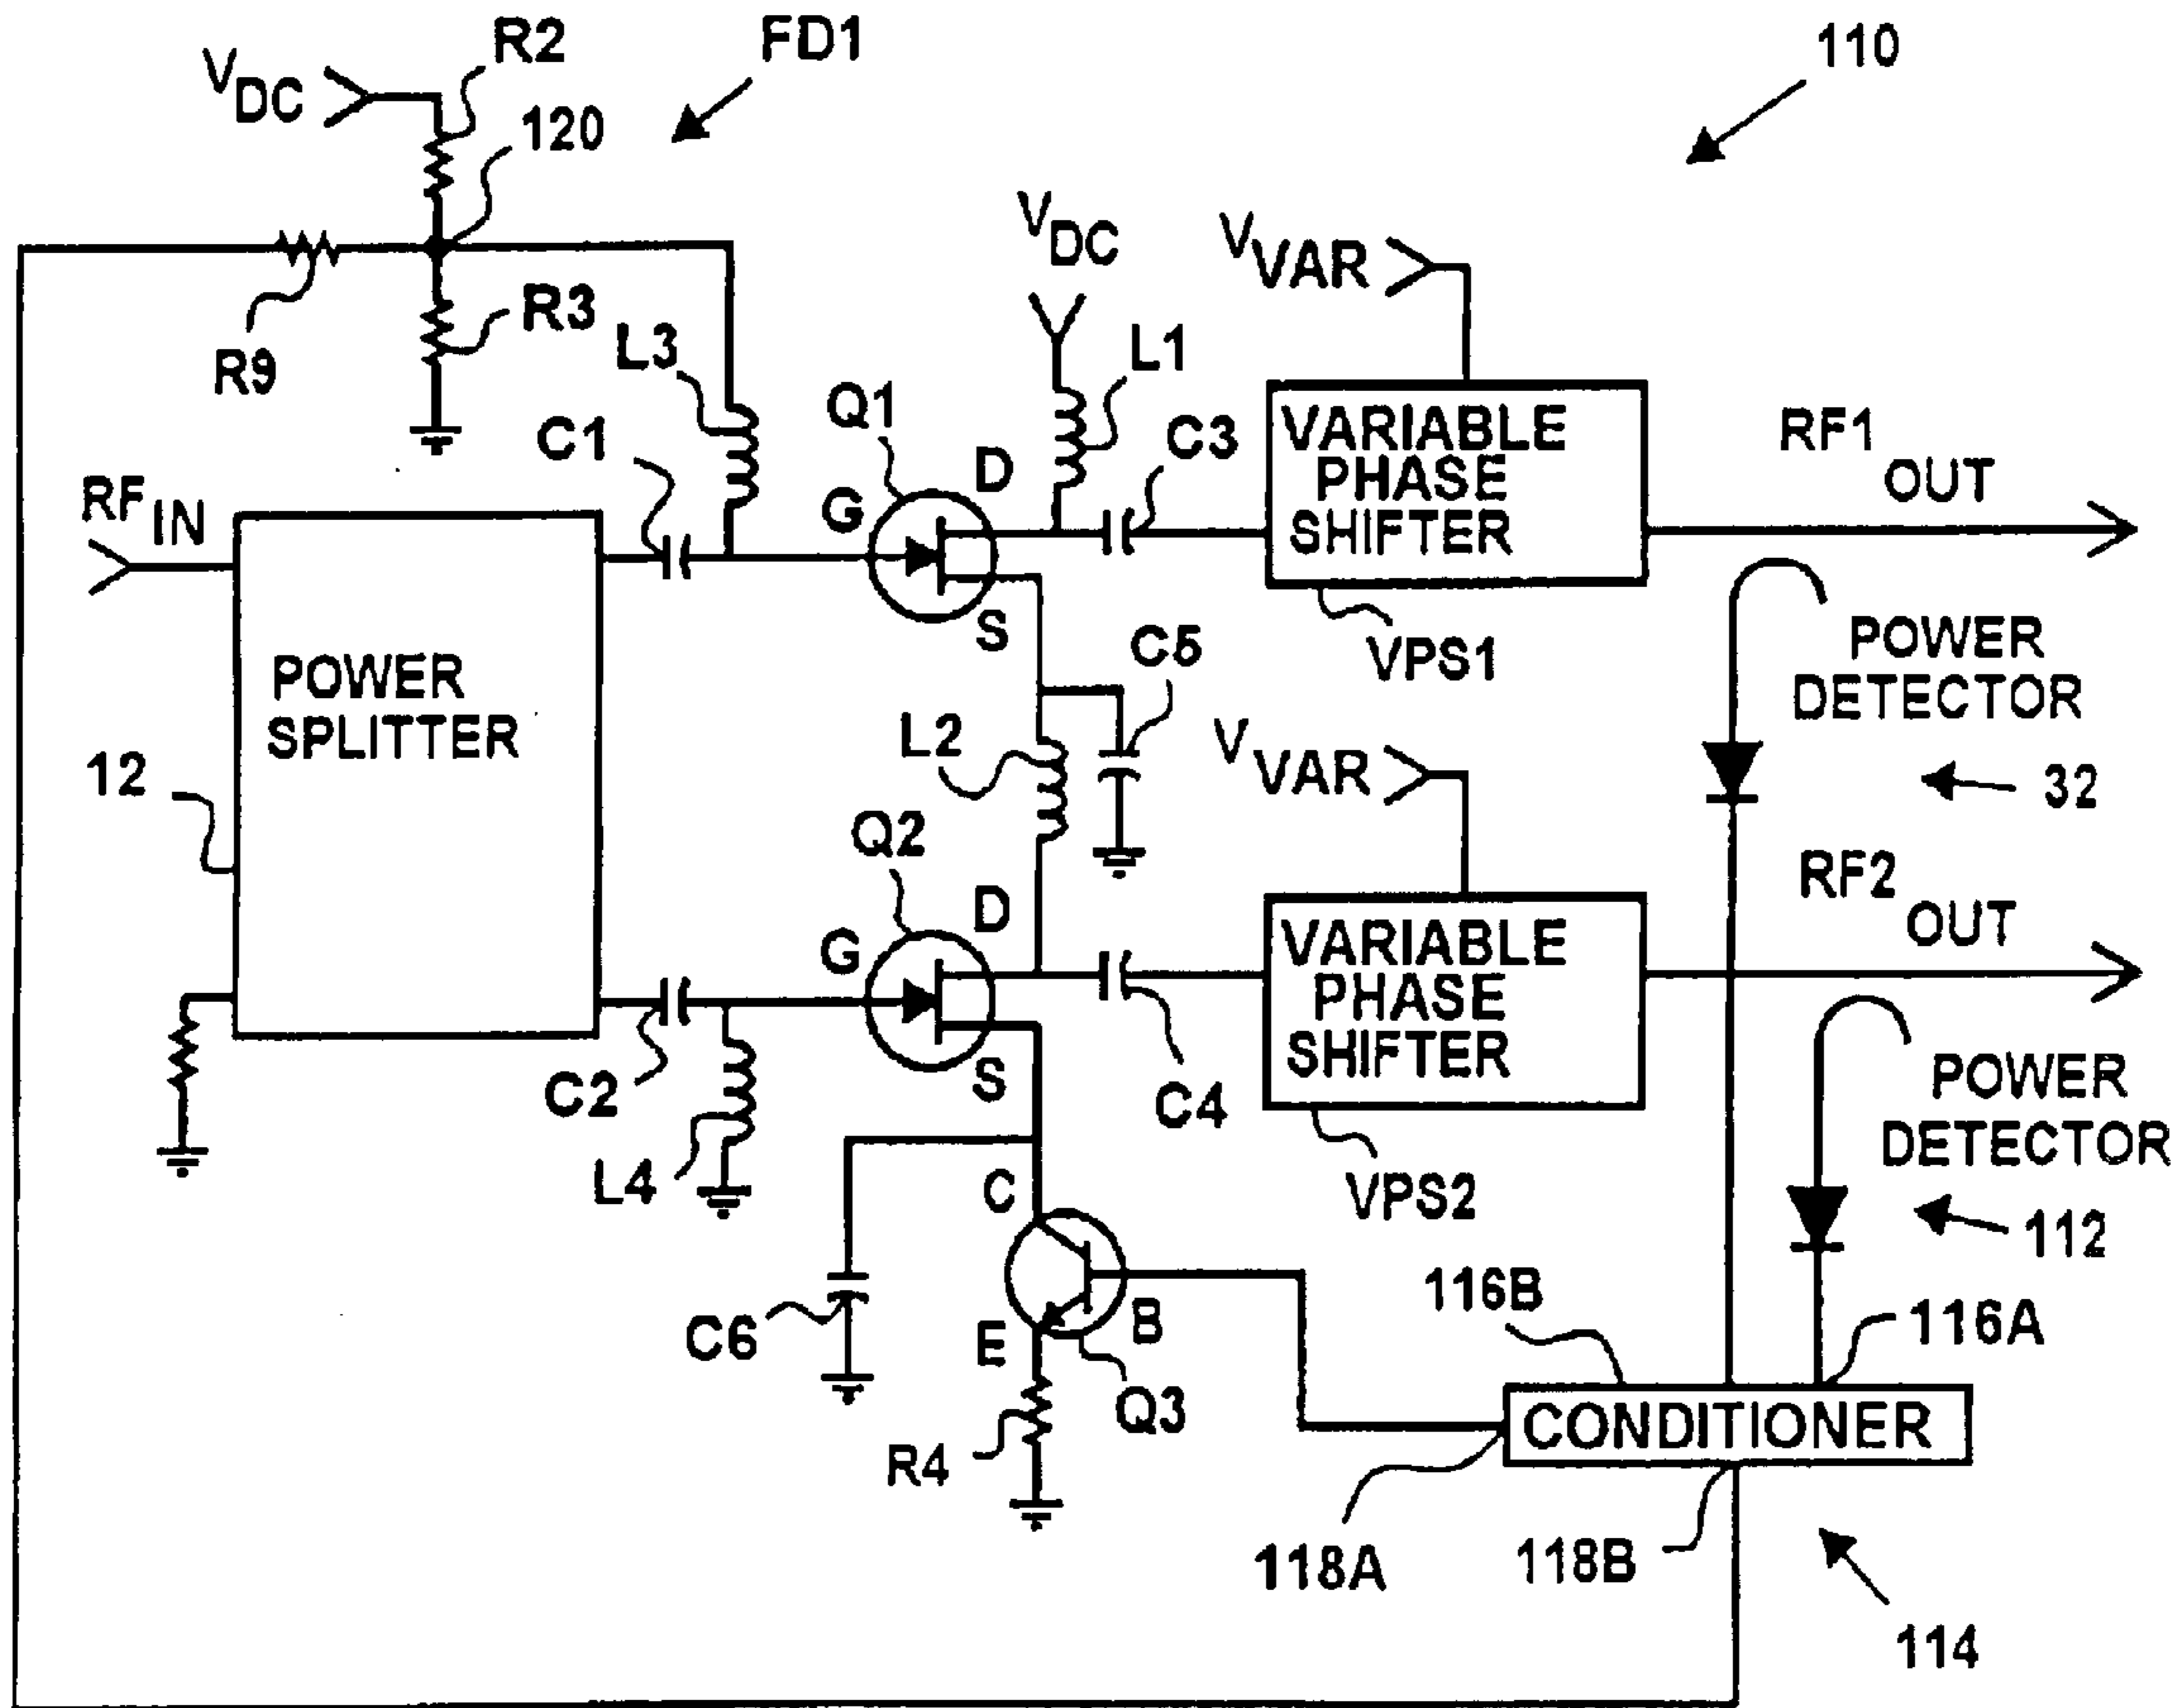 R2
FD1
110
VDC
120
VDC
VVAR
R3
L3
L1
R9
Q1
C1
D
C3
VARIABLE
PHASE
SHIFTER
RF1 OUT
G
RFIN
S
C5
VPS1
POWER
DETECTOR
POWER
SPLITTER
L2
VVAR
12
32
Q2
D
RF2 OUT
G
VARIABLE
PHASE
SHIFTER
S
C2
C4
POWER
DETECTOR
L4
C
VPS2
112
116B
B
116A
C6
E
Q3
CONDITIONER
R4
118A
118B
114